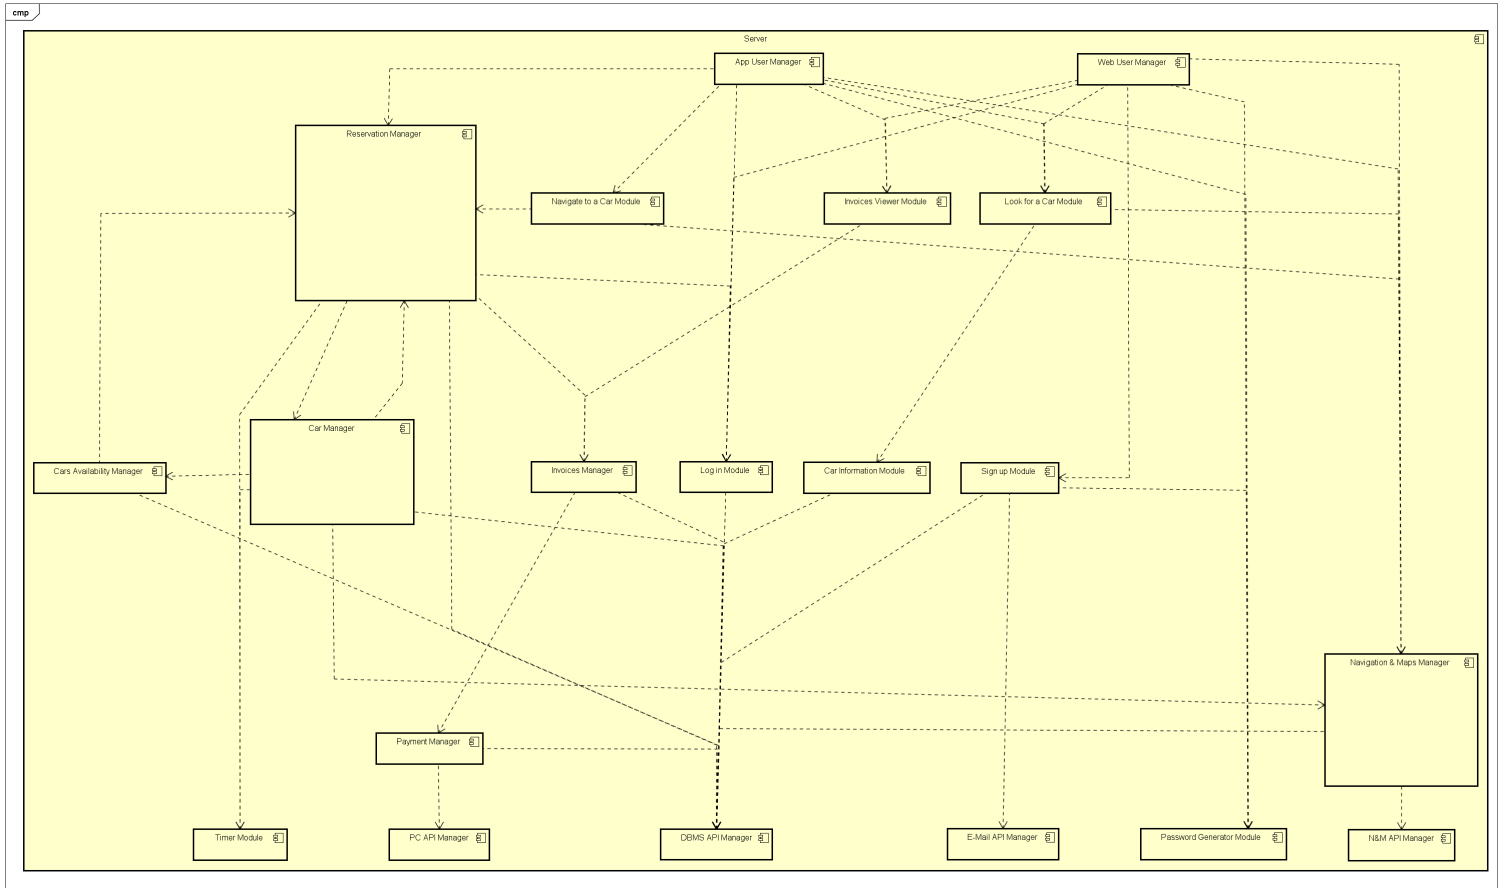 cmp
Server
App User Manager
Web User Manager
Reservation Manager
Navigate to a Car Module
Invoices Viewer Module
Look for a Car Module
Car Manager
Cars Availability Manager
Invoices Manager
Log in Module
Car Information Module
Sign up Module
Navigation & Maps Manager
Payment Manager
Timer Module
PC API Manager
DBMS API Manager
E-Mail API Manager
Password Generator Module
N&M API Manager